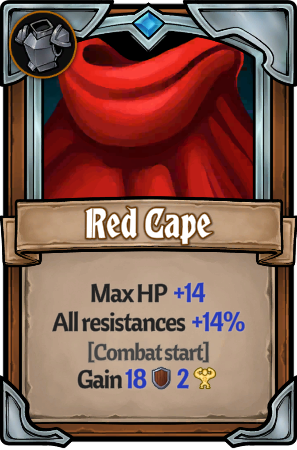 Red Cape
Max HP +14
All resistances +14%
[Combat start]
Gain 18 2